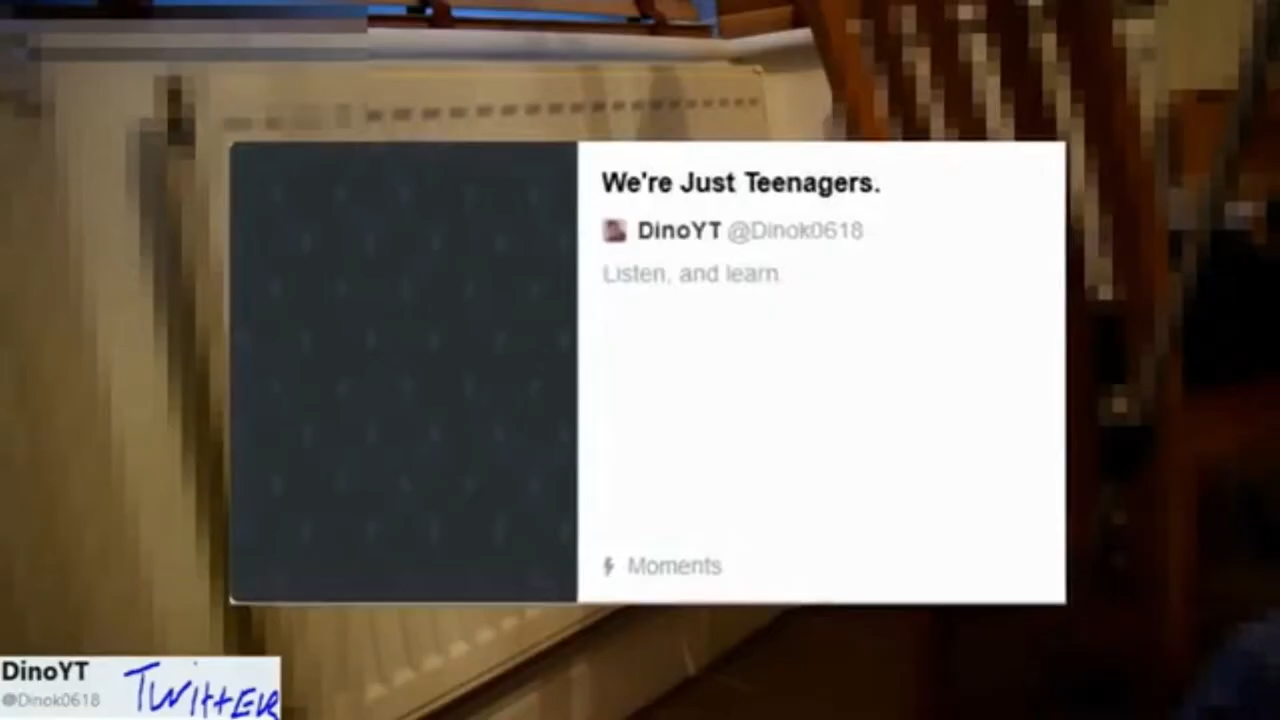 We're Just Teenagers.
DinoYT @Dinok0618
Listen, and learn
Moments
DinoYT
@Dinok0618
TWITTER